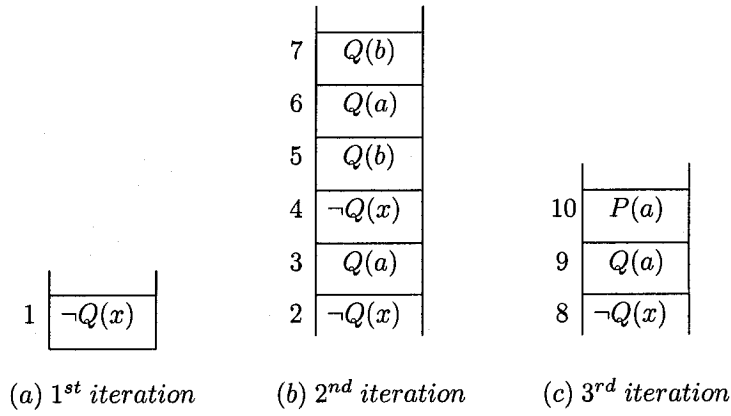 7 Q(b)
6 Q(a)
5 Q(b)
4 ¬Q(x)
10 P(a)
3 Q(a)
9 Q(a)
1 ¬Q(x)
2 ¬Q(x)
8 ¬Q(x)
(a) 1st iteration
(b) 2nd iteration
(c) 3rd iteration